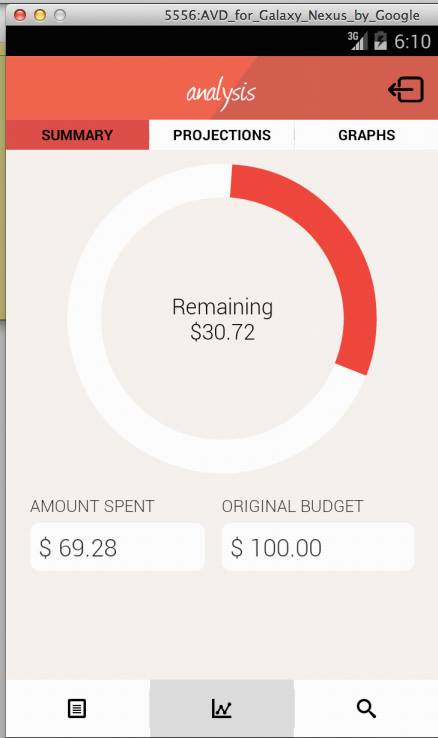 5556:AVD_for_Galaxy_Nexus_by_Google
3G 6:10
analysis
SUMMARY PROJECTIONS GRAPHS
Remaining
$30.72
AMOUNT SPENT ORIGINAL BUDGET
$ 69.28 $ 100.00